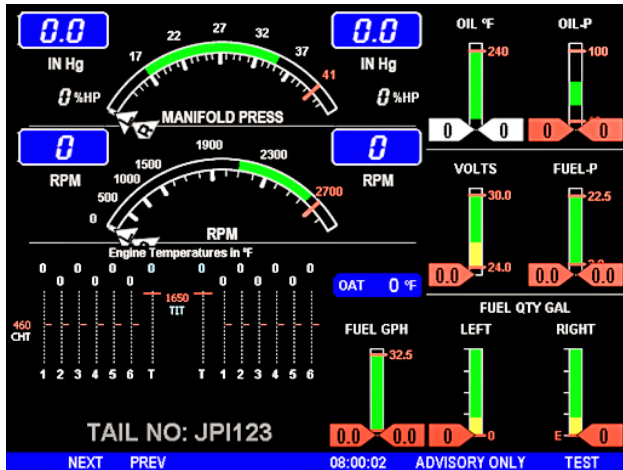 0.0 0.0
IN Hg IN Hg
0 %HP 0 %HP
17 22 27 32 37 41
MANIFOLD PRESS
0 0
RPM RPM
0 500 1000 1500 1900 2300 2700
RPM
Engine Temperatures in °F
0 0 0 0 0 0 0 0 0 0 0 0 0 0
1650
TIT
460
CHT
1 2 3 4 5 6 T T 1 2 3 4 5 6
TAIL NO: JPI123
OAT 0 °F
OIL °F OIL-P
240 100
0 0 0 0
VOLTS FUEL-P
30.0 22.5
24.0
0.0 0.0 0.0
FUEL QTY GAL
FUEL GPH LEFT RIGHT
32.5
0.0 0.0 0 0 E 0
NEXT PREV 08:00:02 ADVISORY ONLY TEST